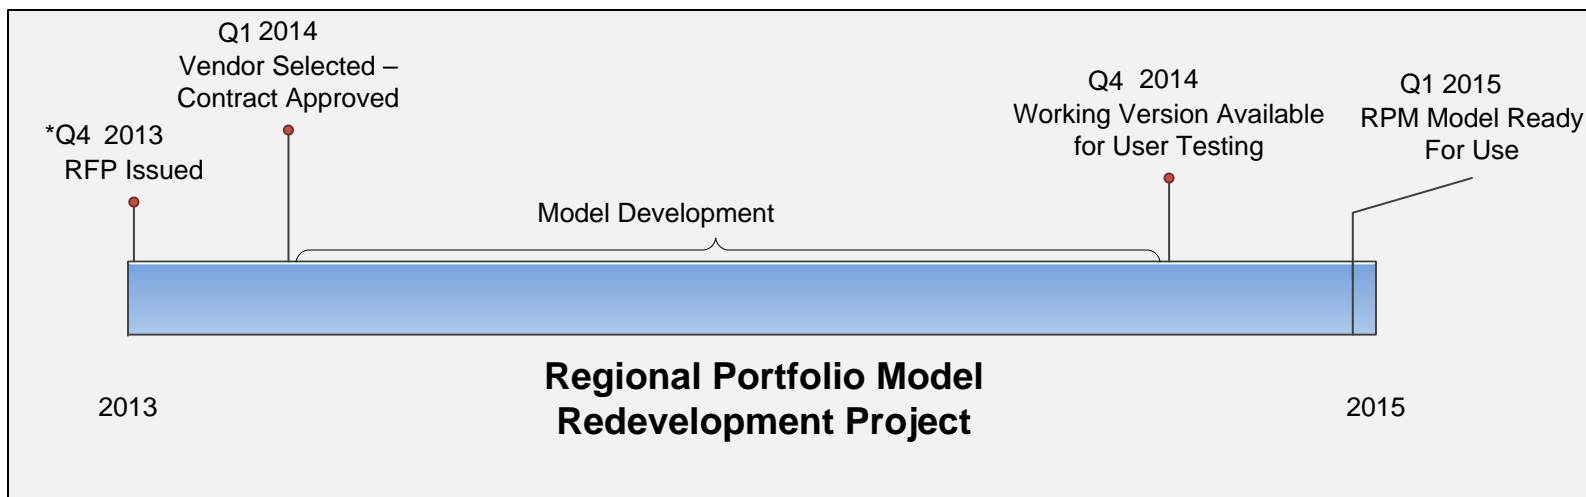 *Q4 2013
RFP Issued
Q1 2014
Vendor Selected –
Contract Approved
Model Development
Q4 2014
Working Version Available
for User Testing
Q1 2015
RPM Model Ready
For Use
2013
Regional Portfolio Model
Redevelopment Project
2015